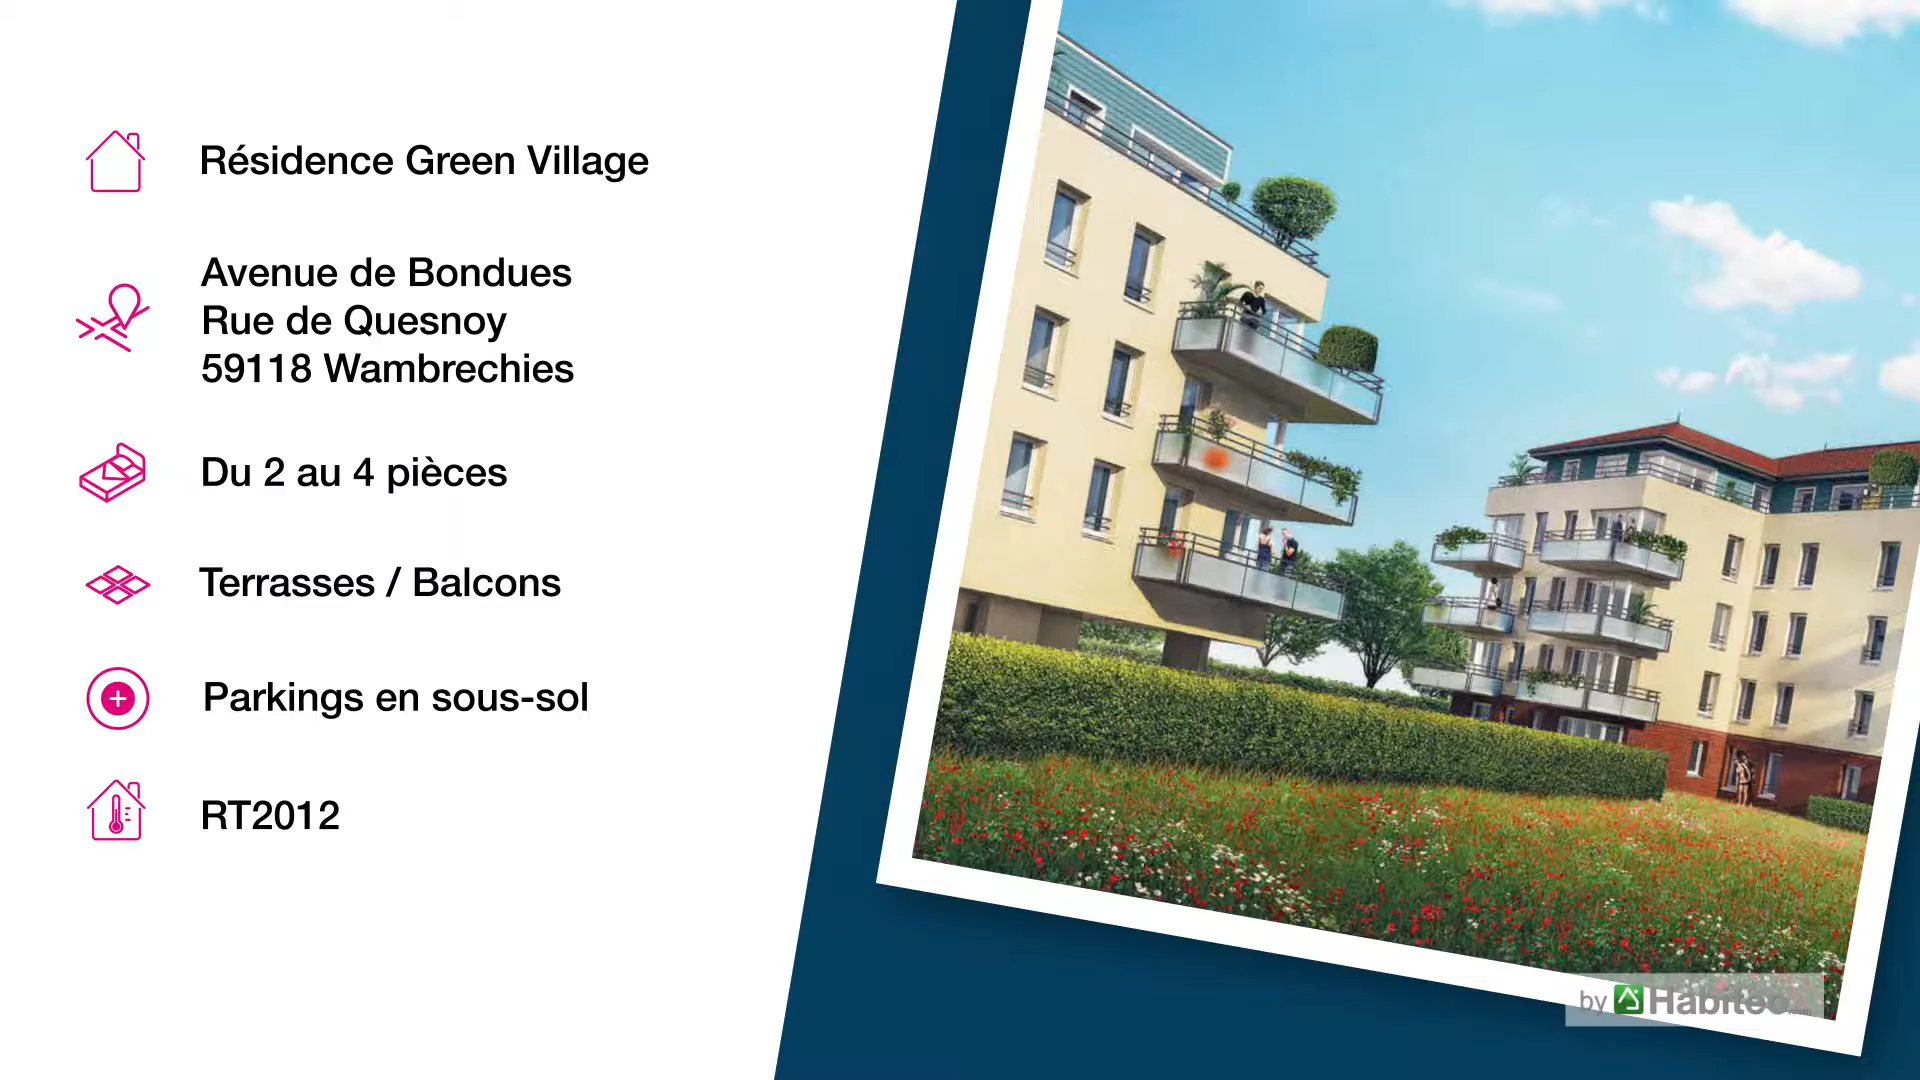 Résidence Green Village
Avenue de Bondues
Rue de Quesnoy
59118 Wambrechies
Du 2 au 4 pièces
Terrasses / Balcons
Parkings en sous-sol
RT2012
by Habiteo